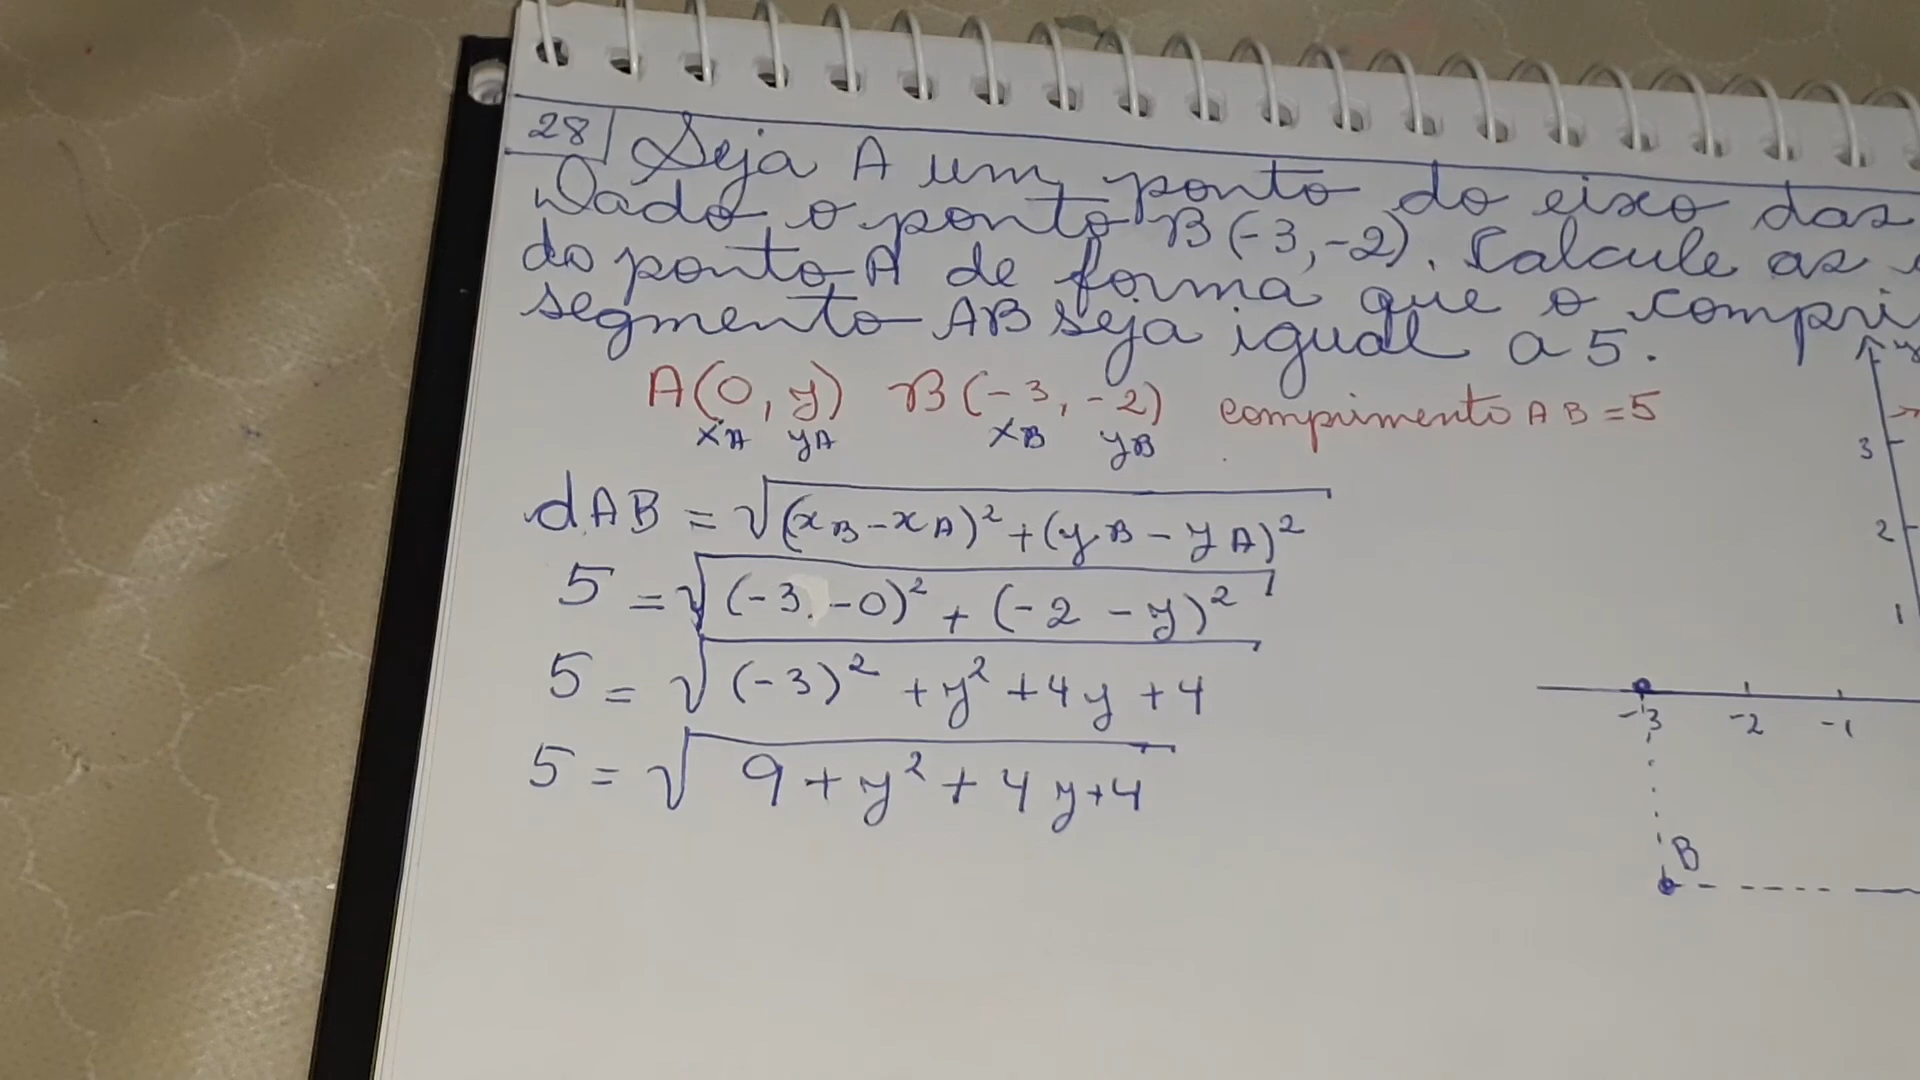 28 Seja A um ponto do eixo das
Dado o ponto B(-3,-2). Calcule as
do ponto A de forma que o compri
segmento AB seja igual a 5.
A(0,y) B(-3,-2) comprimento AB=5
xA yA xB yB
dAB = √(xB-xA)²+(yB-yA)²
5 = √(-3-0)²+(-2-y)²
5 = √(-3)²+y²+4y+4
5 = √9+y²+4y+4
3
2
1
-3 -2 -1
B